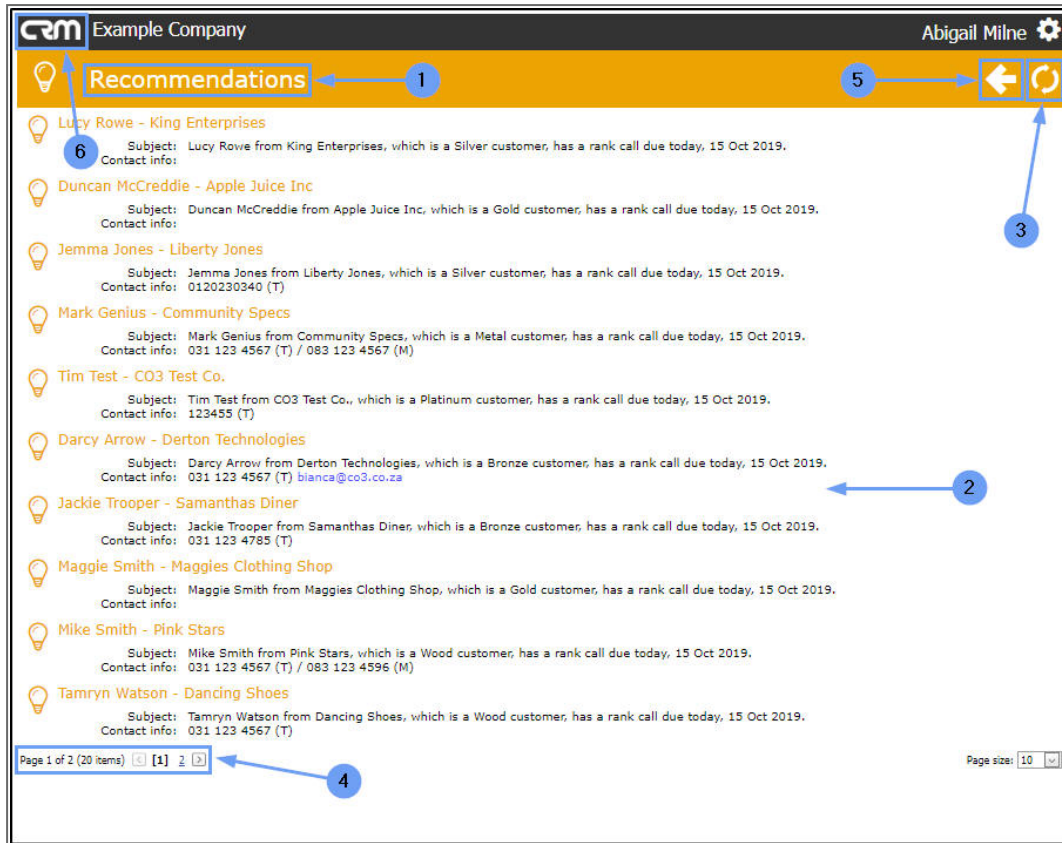 CRM Example Company Abigail Milne
Recommendations 1 5
6 3
Lucy Rowe - King Enterprises
Subject: Lucy Rowe from King Enterprises, which is a Silver customer, has a rank call due today, 15 Oct 2019.
Contact info:
Duncan McCreddie - Apple Juice Inc
Subject: Duncan McCreddie from Apple Juice Inc, which is a Gold customer, has a rank call due today, 15 Oct 2019.
Contact info:
Jemma Jones - Liberty Jones
Subject: Jemma Jones from Liberty Jones, which is a Silver customer, has a rank call due today, 15 Oct 2019.
Contact info: 0120230340 (T)
Mark Genius - Community Specs
Subject: Mark Genius from Community Specs, which is a Metal customer, has a rank call due today, 15 Oct 2019.
Contact info: 031 123 4567 (T) / 083 123 4567 (M)
Tim Test - CO3 Test Co.
Subject: Tim Test from CO3 Test Co., which is a Platinum customer, has a rank call due today, 15 Oct 2019.
Contact info: 123455 (T)
Darcy Arrow - Derton Technologies
Subject: Darcy Arrow from Derton Technologies, which is a Bronze customer, has a rank call due today, 15 Oct 2019.
Contact info: 031 123 4567 (T) bianca@co3.co.za
2
Jackie Trooper - Samanthas Diner
Subject: Jackie Trooper from Samanthas Diner, which is a Bronze customer, has a rank call due today, 15 Oct 2019.
Contact info: 031 123 4785 (T)
Maggie Smith - Maggies Clothing Shop
Subject: Maggie Smith from Maggies Clothing Shop, which is a Gold customer, has a rank call due today, 15 Oct 2019.
Contact info:
Mike Smith - Pink Stars
Subject: Mike Smith from Pink Stars, which is a Wood customer, has a rank call due today, 15 Oct 2019.
Contact info: 031 123 4567 (T) / 083 123 4596 (M)
Tamryn Watson - Dancing Shoes
Subject: Tamryn Watson from Dancing Shoes, which is a Wood customer, has a rank call due today, 15 Oct 2019.
Contact info: 031 123 4567 (T)
Page 1 of 2 (20 items) < [1] 2 > Page size: 10
4